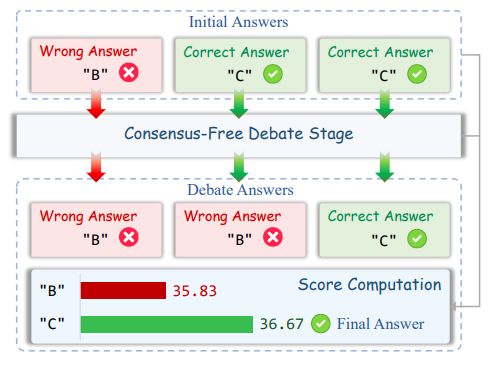 Initial Answers
Wrong Answer Correct Answer Correct Answer
"B" "C" "C"
Consensus-Free Debate Stage
Debate Answers
Wrong Answer Wrong Answer Correct Answer
"B" "B" "C"
Score Computation
"B" 35.83
"C" 36.67 Final Answer